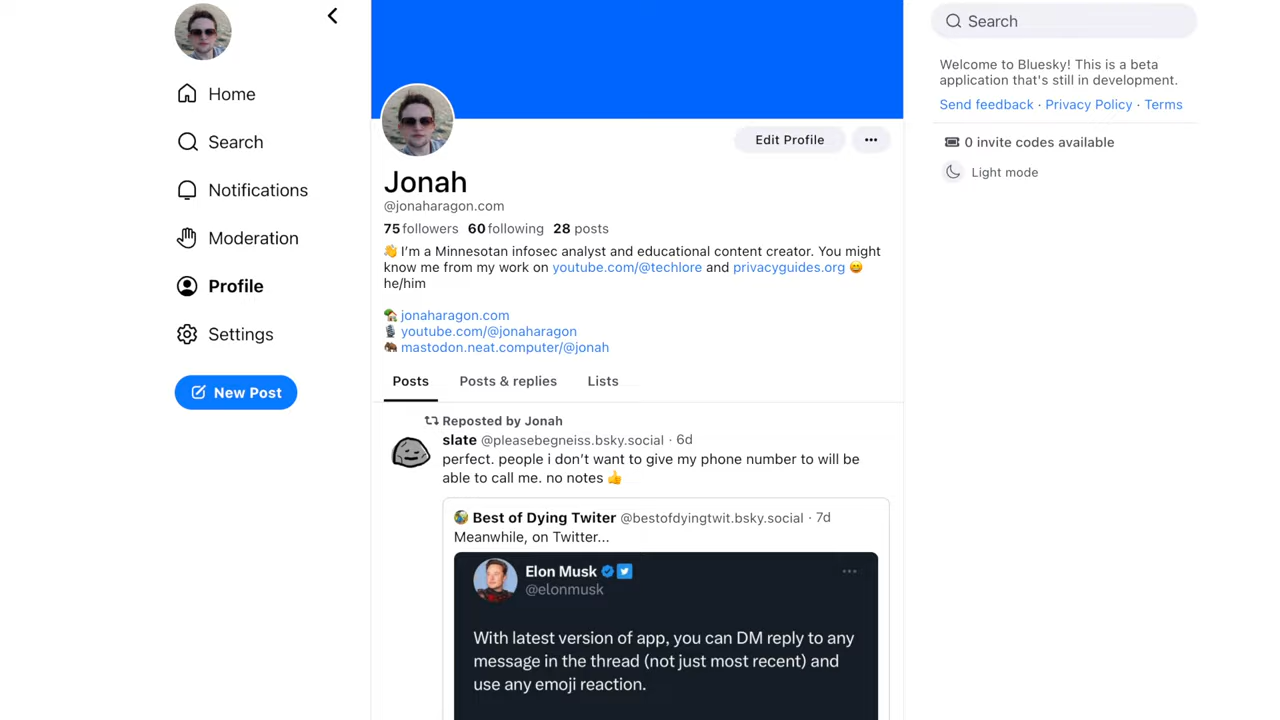 Home
Search
Notifications
Moderation
Profile
Settings
New Post
Edit Profile
Jonah
@jonaharagon.com
75 followers 60 following 28 posts
👋 I'm a Minnesotan infosec analyst and educational content creator. You might
know me from my work on youtube.com/@techlore and privacyguides.org 😄
he/him
🏡 jonaharagon.com
🎙️ youtube.com/@jonaharagon
🦣 mastodon.neat.computer/@jonah
Posts Posts & replies Lists
Reposted by Jonah
slate @pleasebegneiss.bsky.social · 6d
perfect. people i don't want to give my phone number to will be
able to call me. no notes 👍
Best of Dying Twiter @bestofdyingtwit.bsky.social · 7d
Meanwhile, on Twitter...
Elon Musk
@elonmusk
With latest version of app, you can DM reply to any
message in the thread (not just most recent) and
use any emoji reaction.
Search
Welcome to Bluesky! This is a beta
application that's still in development.
Send feedback · Privacy Policy · Terms
0 invite codes available
Light mode